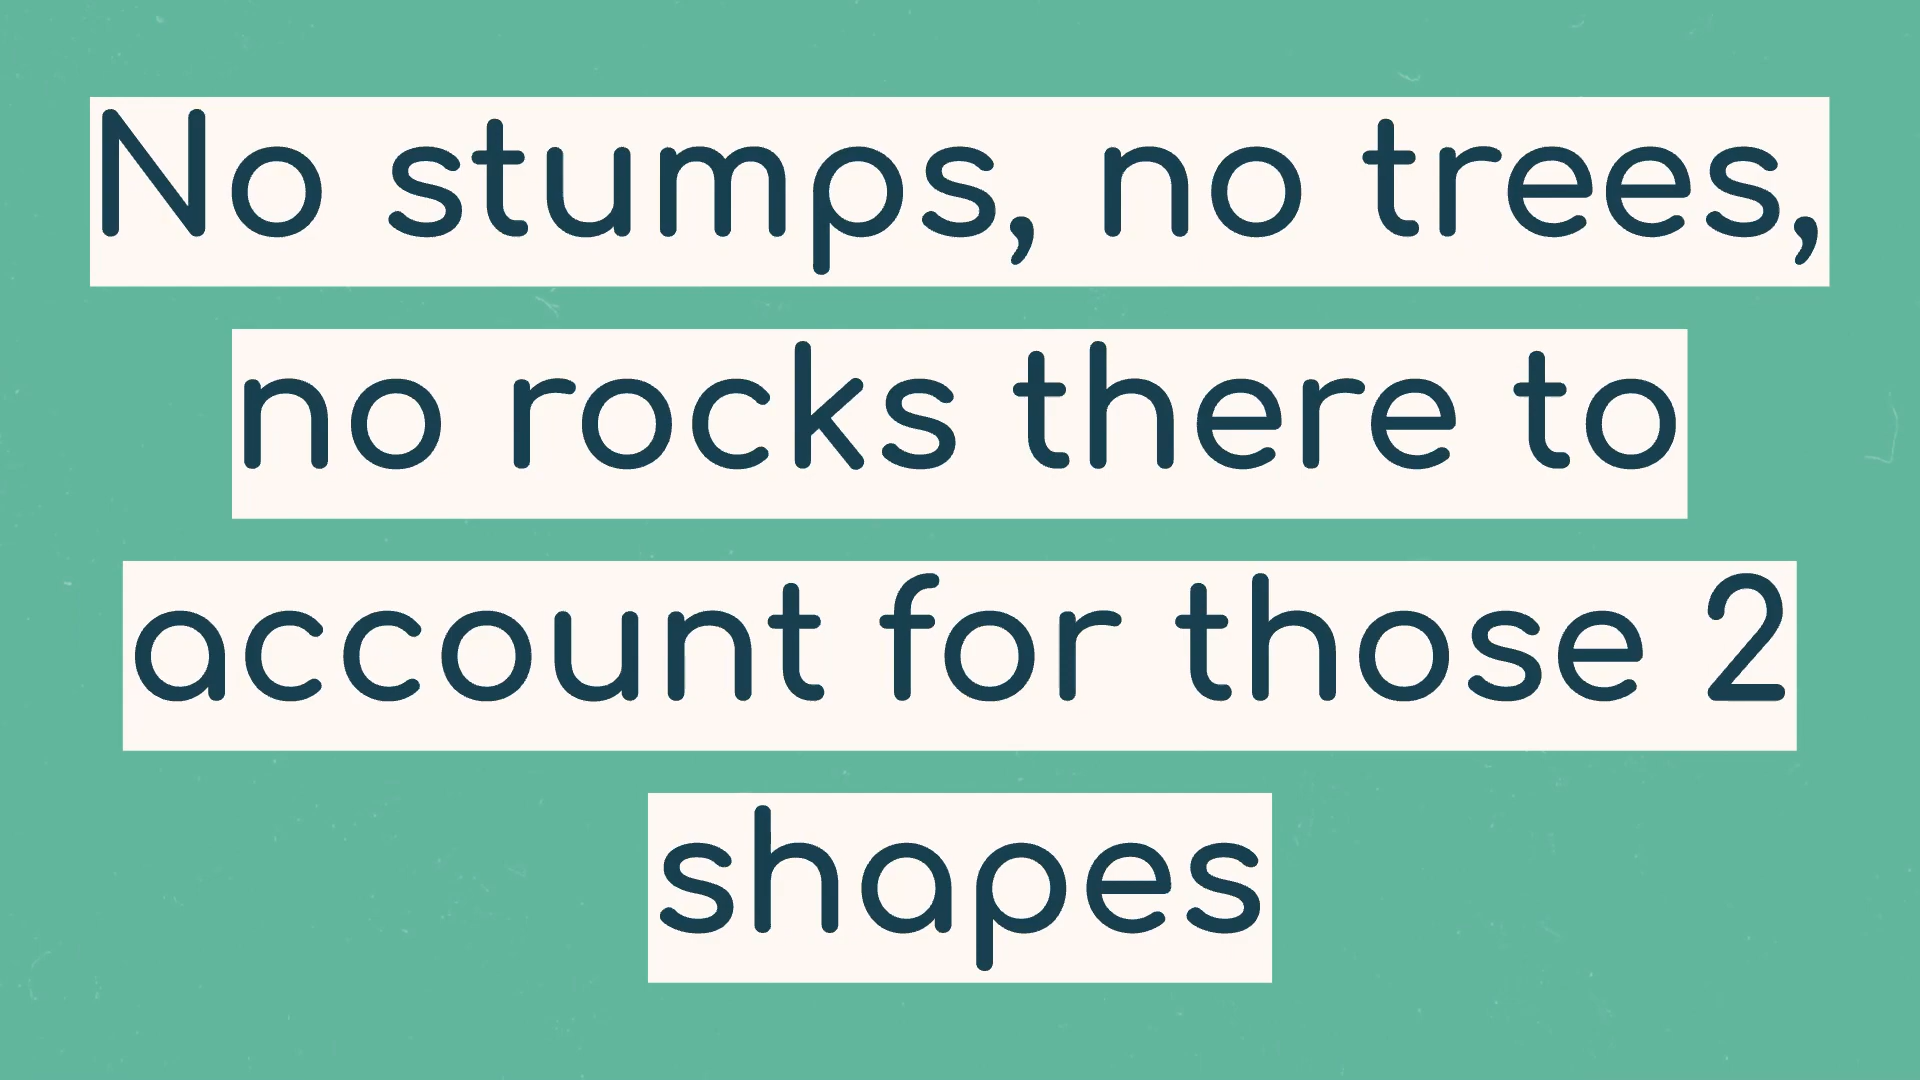 No stumps, no trees,
no rocks there to
account for those 2
shapes